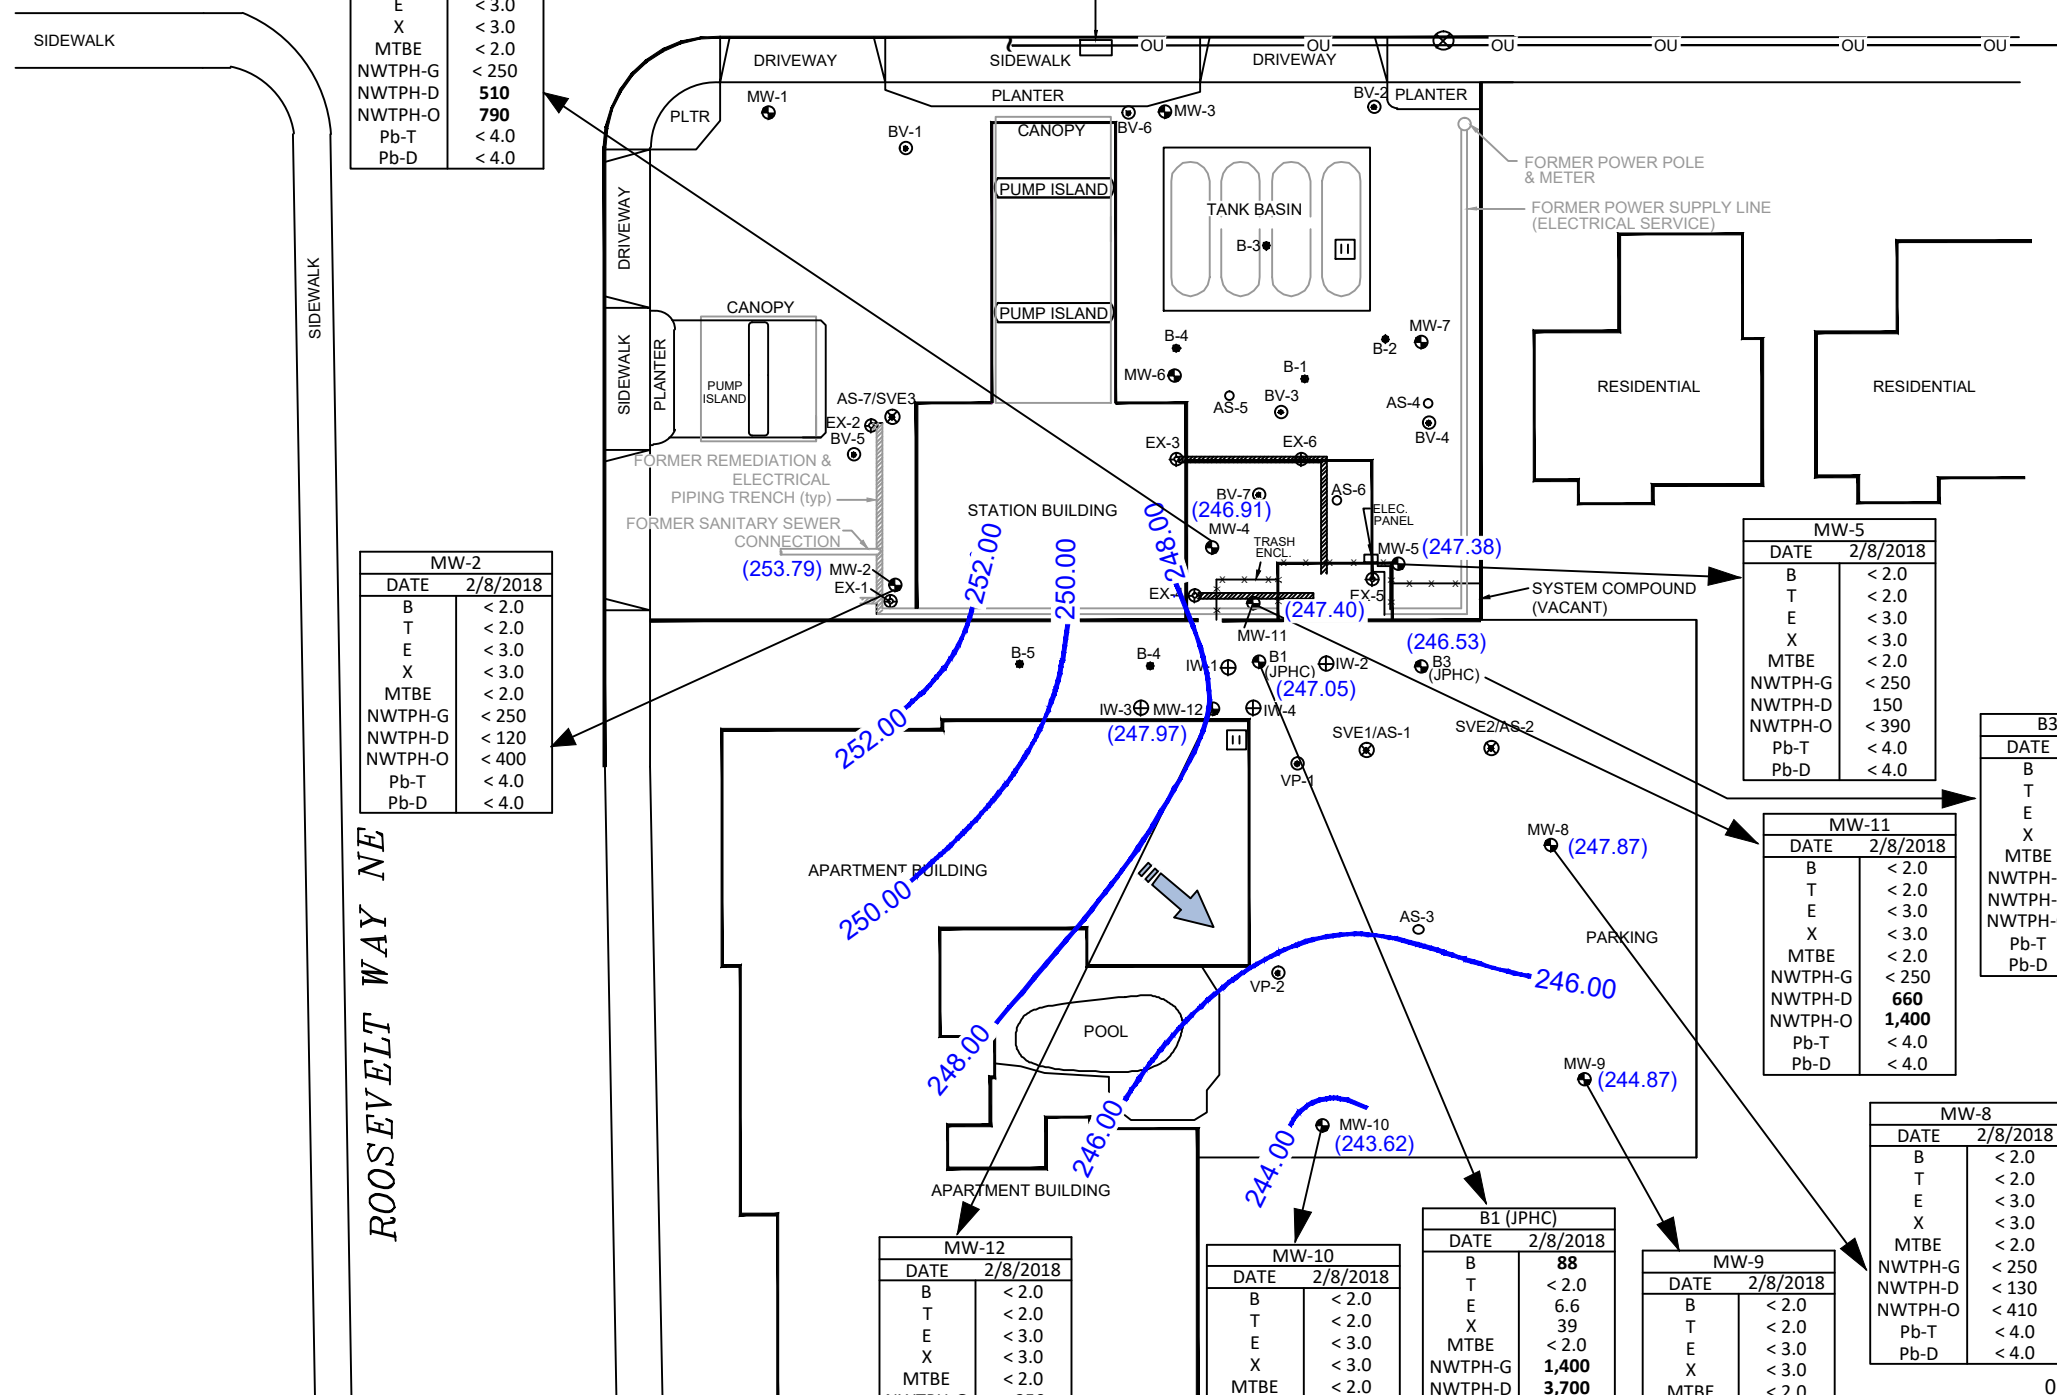 E < 3.0
X < 3.0
MTBE < 2.0
NWTPH-G < 250
NWTPH-D 510
NWTPH-O 790
Pb-T < 4.0
Pb-D < 4.0
SIDEWALK
OU OU OU OU OU OU
DRIVEWAY
SIDEWALK
DRIVEWAY
PLANTER
PLANTER
PLTR
MW-1
BV-1
CANOPY
BV-6
MW-3
BV-2
PUMP ISLAND
TANK BASIN
B-3
FORMER POWER POLE
& METER
FORMER POWER SUPPLY LINE
(ELECTRICAL SERVICE)
DRIVEWAY
SIDEWALK
SIDEWALK
PLANTER
CANOPY
PUMP
ISLAND
PUMP ISLAND
B-4
MW-6
B-2
MW-7
B-1
AS-5
BV-3
AS-4
BV-4
RESIDENTIAL
RESIDENTIAL
AS-7/SVE3
EX-2
BV-5
EX-3
EX-6
FORMER REMEDIATION &
ELECTRICAL
PIPING TRENCH (typ)
FORMER SANITARY SEWER
CONNECTION
STATION BUILDING
BV-7
(246.91)
MW-4
AS-6
ELEC.
PANEL
TRASH
ENCL.
MW-5 (247.38)
(253.79)
MW-2
EX-1
252.00
250.00
248.00
EX-5
(247.40)
MW-11
SYSTEM COMPOUND
(VACANT)
MW-2
DATE 2/8/2018
B < 2.0
T < 2.0
E < 3.0
X < 3.0
MTBE < 2.0
NWTPH-G < 250
NWTPH-D < 120
NWTPH-O < 400
Pb-T < 4.0
Pb-D < 4.0
MW-5
DATE 2/8/2018
B < 2.0
T < 2.0
E < 3.0
X < 3.0
MTBE < 2.0
NWTPH-G < 250
NWTPH-D 150
NWTPH-O < 390
Pb-T < 4.0
Pb-D < 4.0
B-5
B-4
IW-1
B1
(JPHC)
(247.05)
IW-2
(246.53)
B3
(JPHC)
IW-3
MW-12
IW-4
(247.97)
SVE1/AS-1
SVE2/AS-2
VP-1
252.00
250.00
APARTMENT BUILDING
MW-8
(247.87)
AS-3
PARKING
VP-2
246.00
POOL
248.00
246.00
MW-9
(244.87)
MW-10
(243.62)
244.00
APARTMENT BUILDING
ROOSEVELT WAY NE
B3
DATE
B
T
E
X
MTBE
NWTPH-
NWTPH-
NWTPH-
Pb-T
Pb-D
MW-11
DATE 2/8/2018
B < 2.0
T < 2.0
E < 3.0
X < 3.0
MTBE < 2.0
NWTPH-G < 250
NWTPH-D 660
NWTPH-O 1,400
Pb-T < 4.0
Pb-D < 4.0
MW-8
DATE 2/8/2018
B < 2.0
T < 2.0
E < 3.0
X < 3.0
MTBE < 2.0
NWTPH-G < 250
NWTPH-D < 130
NWTPH-O < 410
Pb-T < 4.0
Pb-D < 4.0
MW-12
DATE 2/8/2018
B < 2.0
T < 2.0
E < 3.0
X < 3.0
MTBE < 2.0
MW-10
DATE 2/8/2018
B < 2.0
T < 2.0
E < 3.0
X < 3.0
MTBE < 2.0
B1 (JPHC)
DATE 2/8/2018
B 88
T < 2.0
E 6.6
X 39
MTBE < 2.0
NWTPH-G 1,400
NWTPH-D 3,700
MW-9
DATE 2/8/2018
B < 2.0
T < 2.0
E < 3.0
X < 3.0
MTBE < 2.0
0